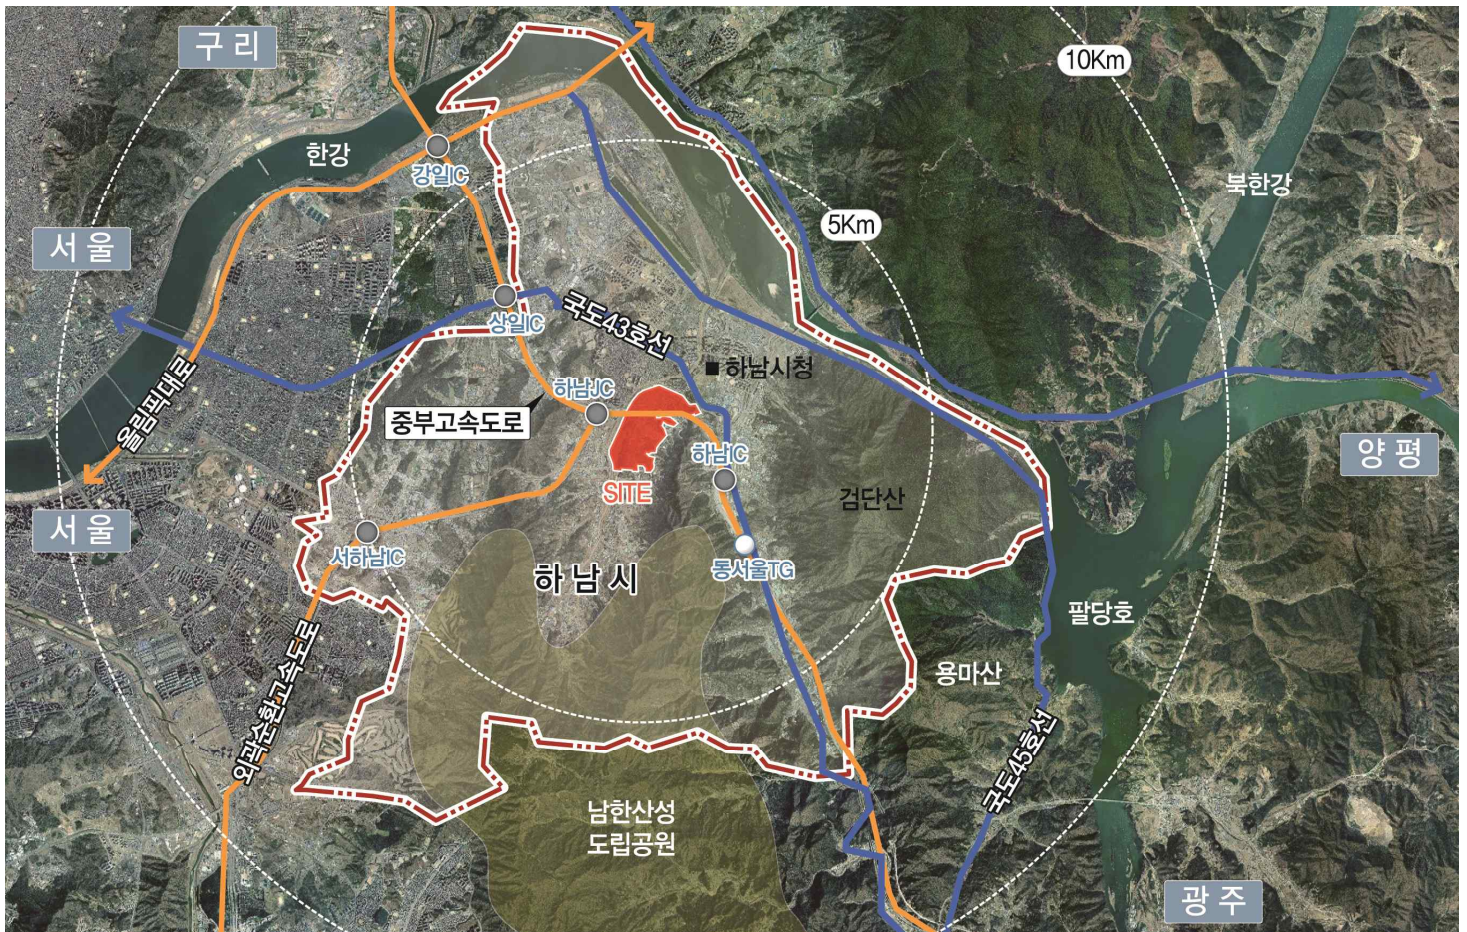 구 리
10Km
한강
강일IC
북한강
5Km
서 울
상일IC
국도43호선
하남시청
올림픽대로
하남JC
중부고속도로
하남IC
양 평
SITE
검단산
서 울
서하남IC
동서울TG
하 남 시
팔당호
용마산
외곽순환고속도로
국도45호선
남한산성
도립공원
광 주